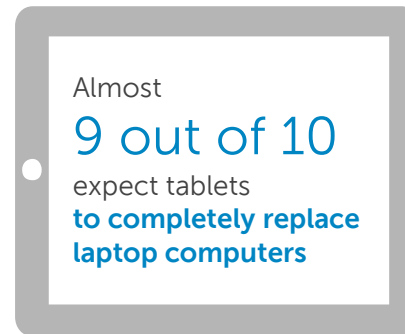 Almost
9 out of 10
expect tablets
to completely replace
laptop computers